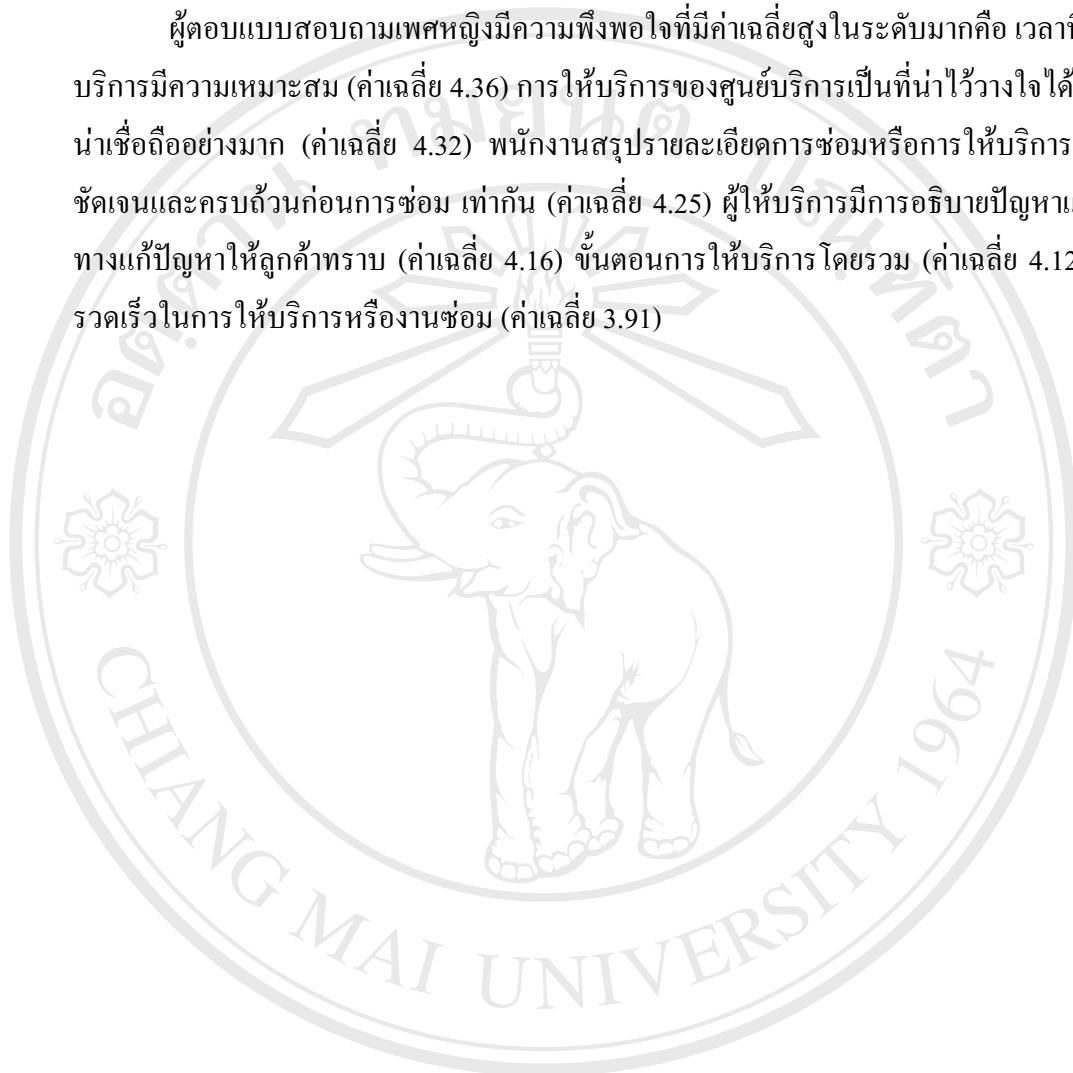 ผู้ตอบแบบสอบถามเพศหญิงมีความพึงพอใจที่มีค่าเฉลี่ยสูงในระดับมากคือ
บริการมีความเหมาะสม (ค่าเฉลี่ย 4.36) การให้บริการของศูนย์บริการเป็นที่น่าไว้วางใจได้
น่าเชื่อถืออย่างมาก (ค่าเฉลี่ย 4.32) พนักงานสรุปรายละเอียดการซ่อมหรือการให้บริการ
ชัดเจนและครบถ้วนก่อนการซ่อม เท่ากัน (ค่าเฉลี่ย 4.25) ผู้ให้บริการมีการอธิบายปัญหา
ทางแก้ปัญหาให้ลูกค้าทราบ (ค่าเฉลี่ย 4.16) ขั้นตอนการให้บริการโดยรวม (ค่าเฉลี่ย 4.12
รวดเร็วในการให้บริการหรืองานซ่อม (ค่าเฉลี่ย 3.91)
อตฺตานํ ทมยนฺติ ปณฺฑิตา
CHIANG MAI UNIVERSITY 1964